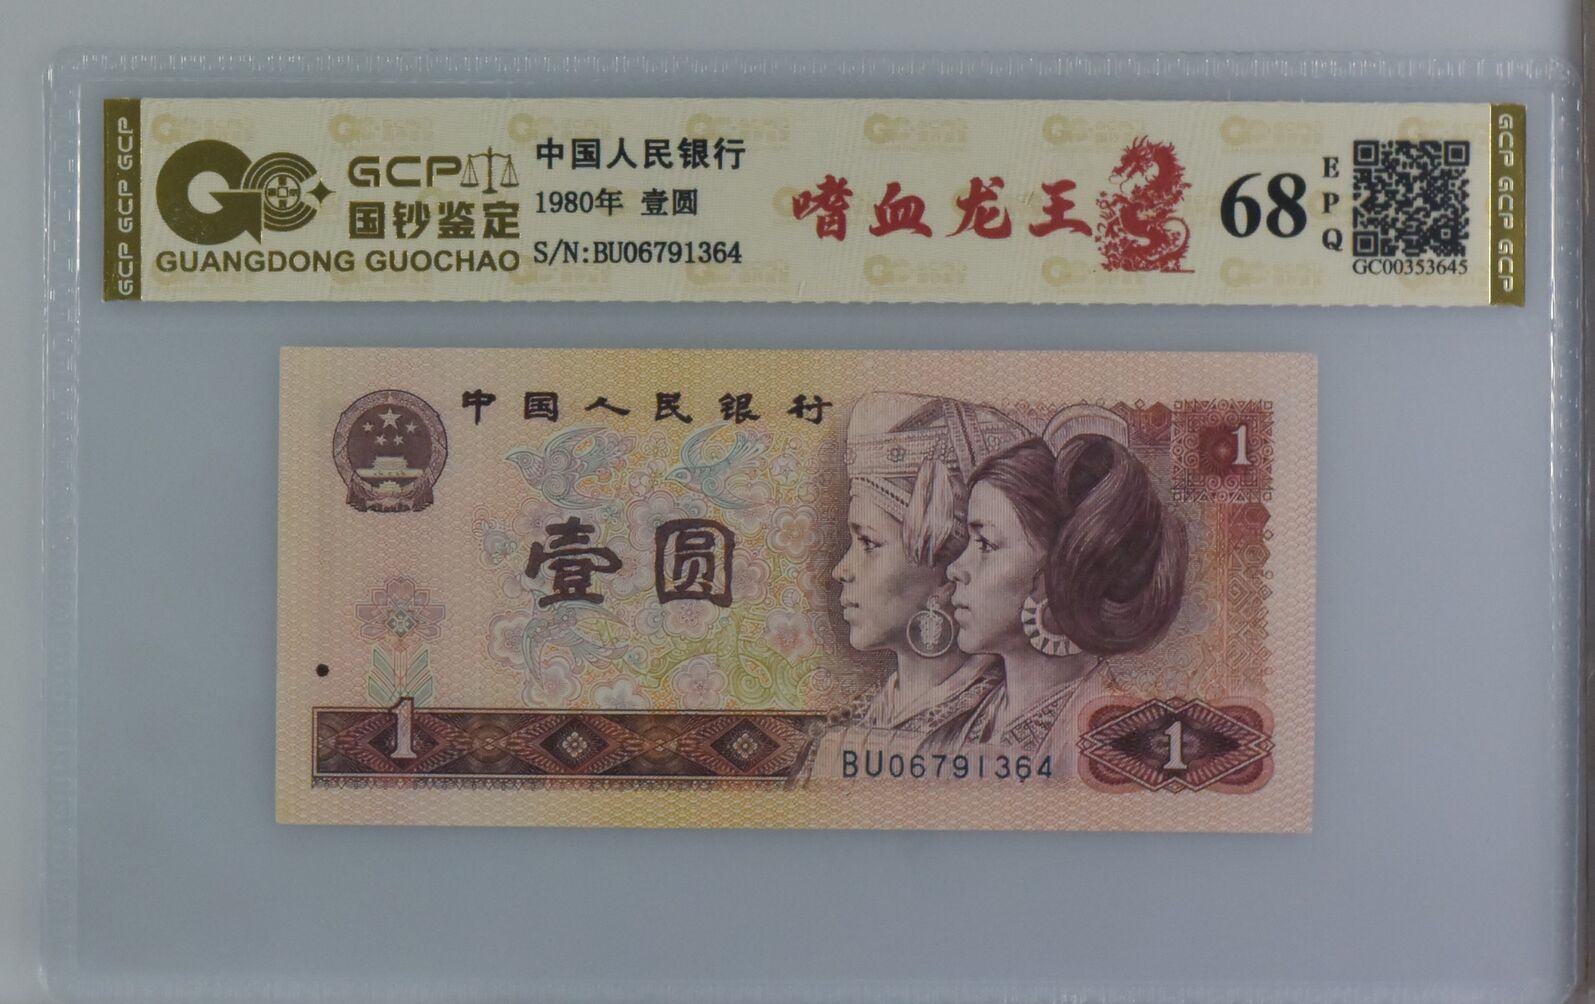 GCP GCP GCP
GCP
国钞鉴定
GUANGDONG GUOCHAO
中国人民银行
1980年 壹圆
S/N:BU06791364
嗜血龙王
68
EPQ
GC00353645
GCP GCP GCP
中国人民银行
1
壹圆
1
BU06791364
1